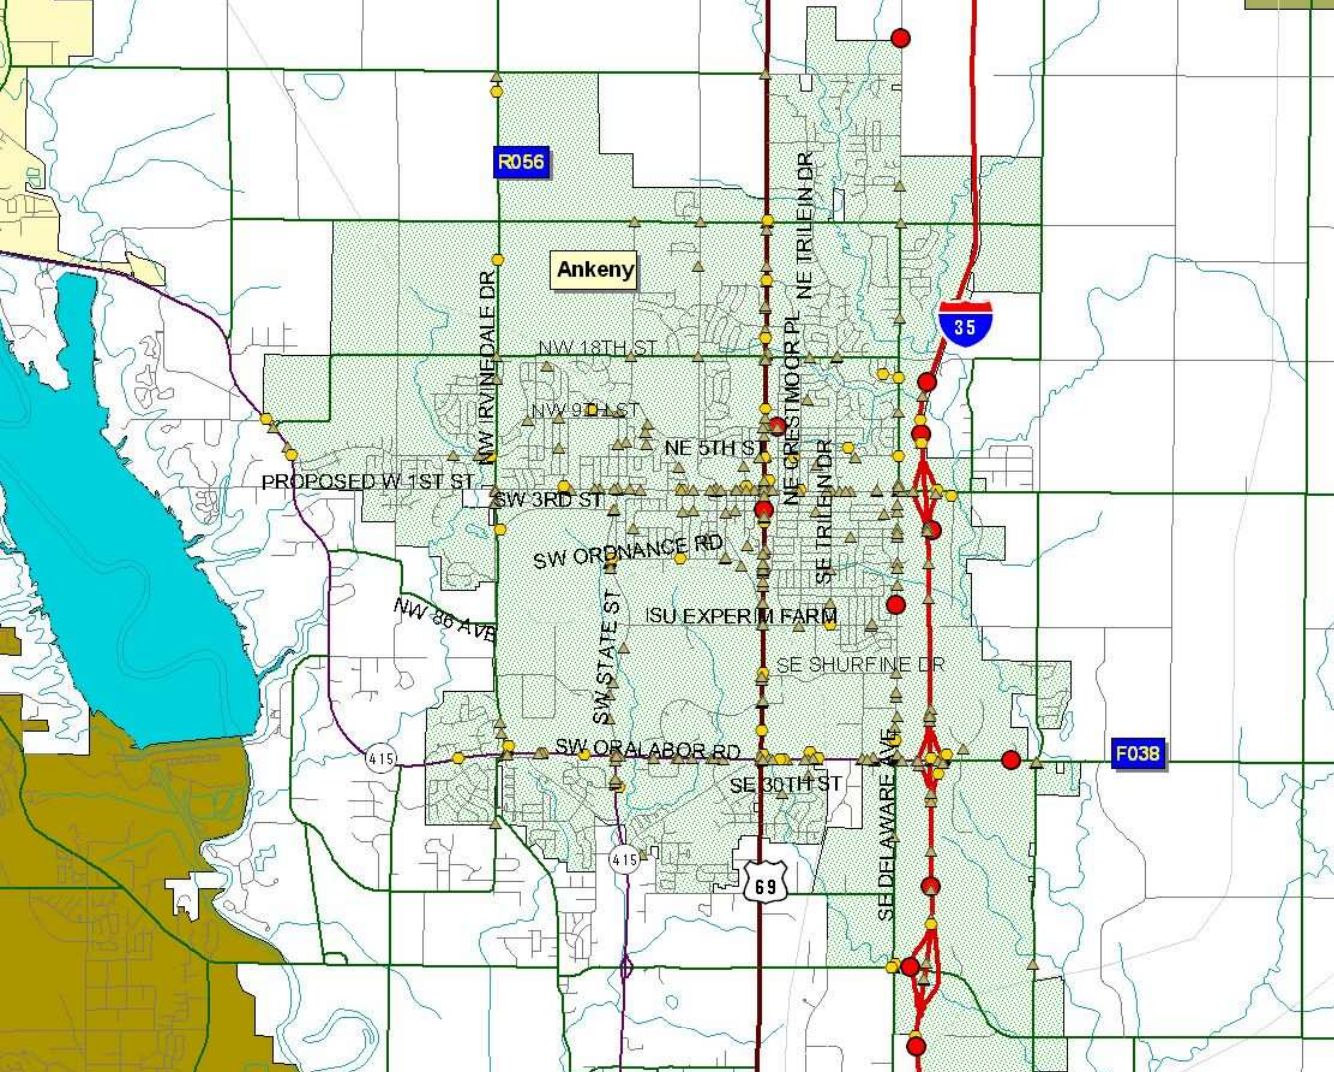 R056
NE TRILEIN DR
Ankeny
NW IRVINEDALE DR
35
NE CRESTMOOR PL
NW 18TH ST
NW 9TH ST
NE 5TH ST
PROPOSED W 1ST ST
SW 3RD ST
SE TRILEIN DR
SW ORDNANCE RD
NW 86 AVE
ISU EXPERIM FARM
SW STATE ST
SE SHURFINE DR
415
SW ORALABOR RD
F038
SE 30TH ST
SE DELAWARE AVE
415
69